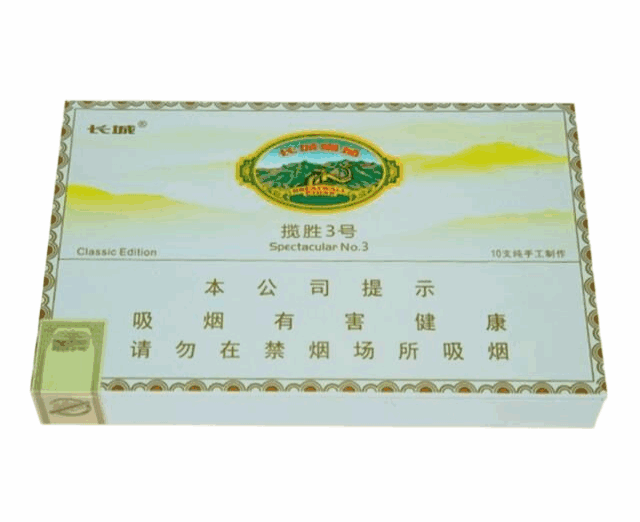 长城®
长城雪茄
GREATWALL
CIGAR
揽胜3号
Spectacular No.3
Classic Edition
10支纯手工制作
本公司提示
吸烟有害健康
请勿在禁烟场所吸烟